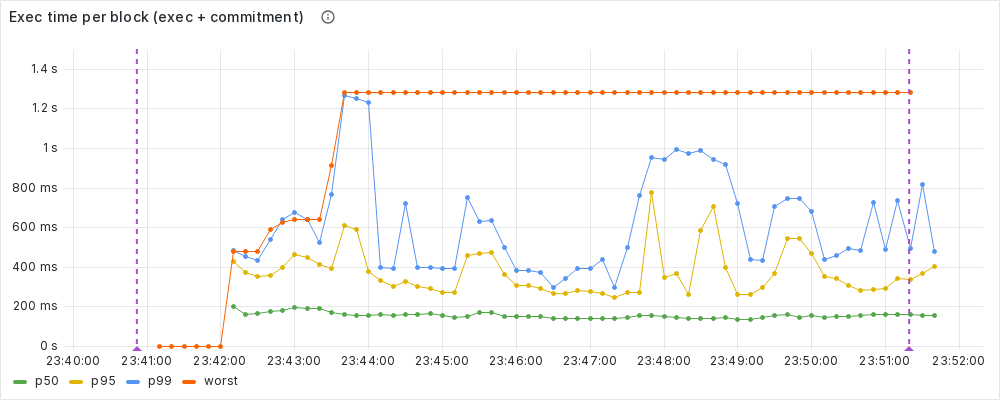 Exec time per block (exec + commitment)
1.4 s
1.2 s
1 s
800 ms
600 ms
400 ms
200 ms
0 s
23:40:00 23:41:00 23:42:00 23:43:00 23:44:00 23:45:00 23:46:00 23:47:00 23:48:00 23:49:00 23:50:00 23:51:00 23:52:00
p50 p95 p99 worst